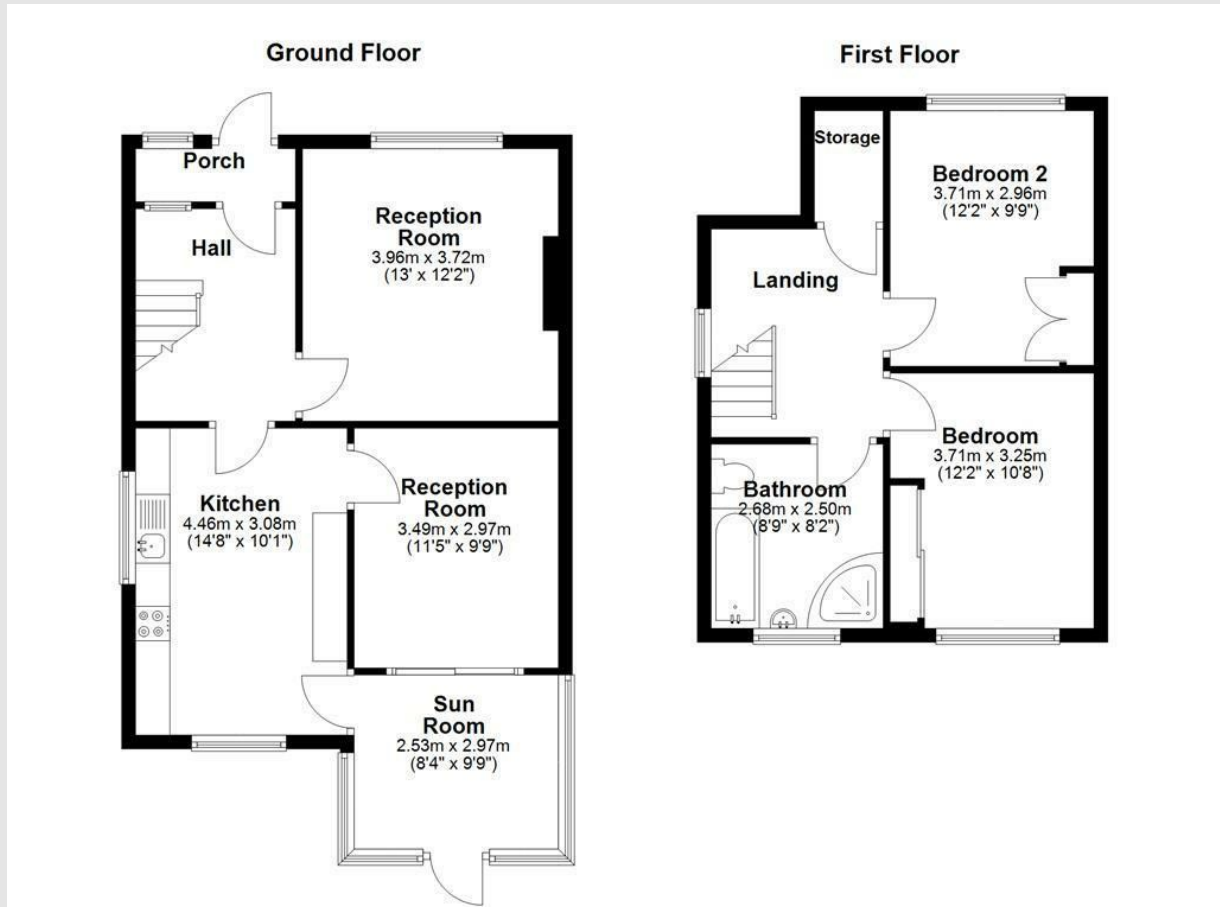 Ground Floor
Porch
Hall
Reception
Room
3.96m x 3.72m
(13' x 12'2")
Kitchen
4.46m x 3.08m
(14'8" x 10'1")
Reception
Room
3.49m x 2.97m
(11'5" x 9'9")
Sun
Room
2.53m x 2.97m
(8'4" x 9'9")
First Floor
Storage
Bedroom 2
3.71m x 2.96m
(12'2" x 9'9")
Landing
Bedroom
3.71m x 3.25m
(12'2" x 10'8")
Bathroom
2.68m x 2.50m
(8'9" x 8'2")